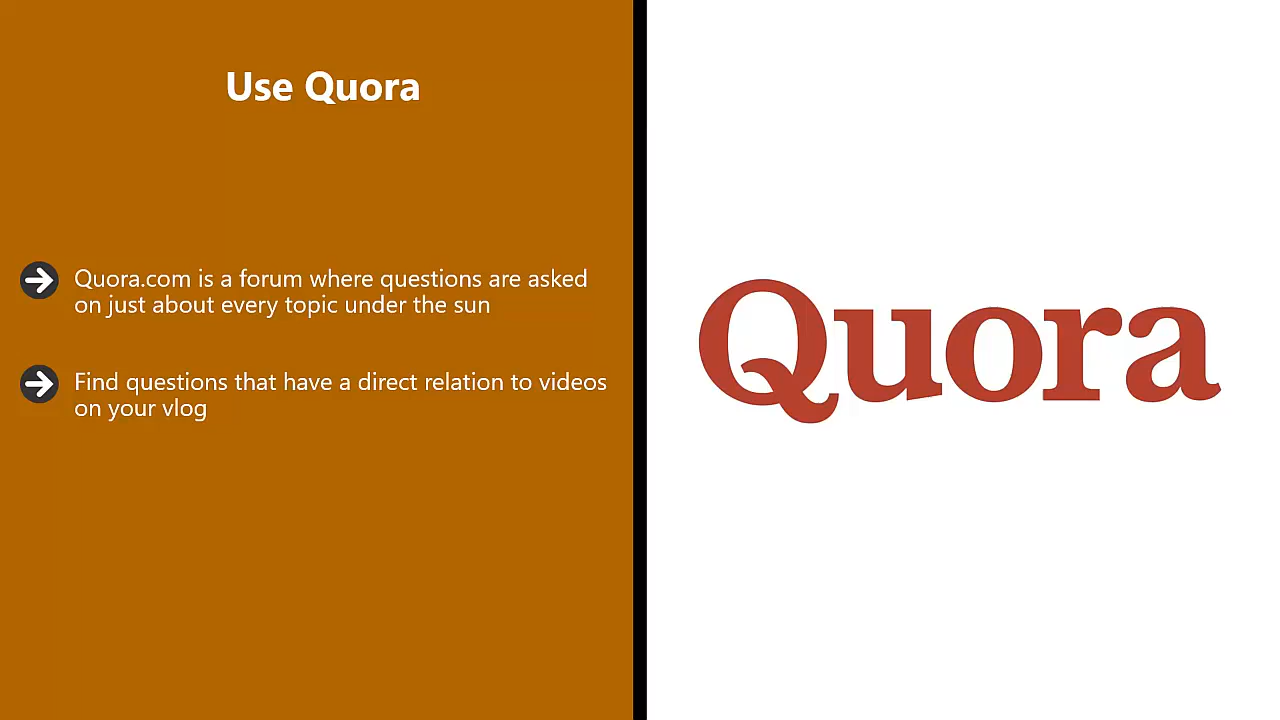 Use Quora
Quora.com is a forum where questions are asked
on just about every topic under the sun
Find questions that have a direct relation to videos
on your vlog
Quora